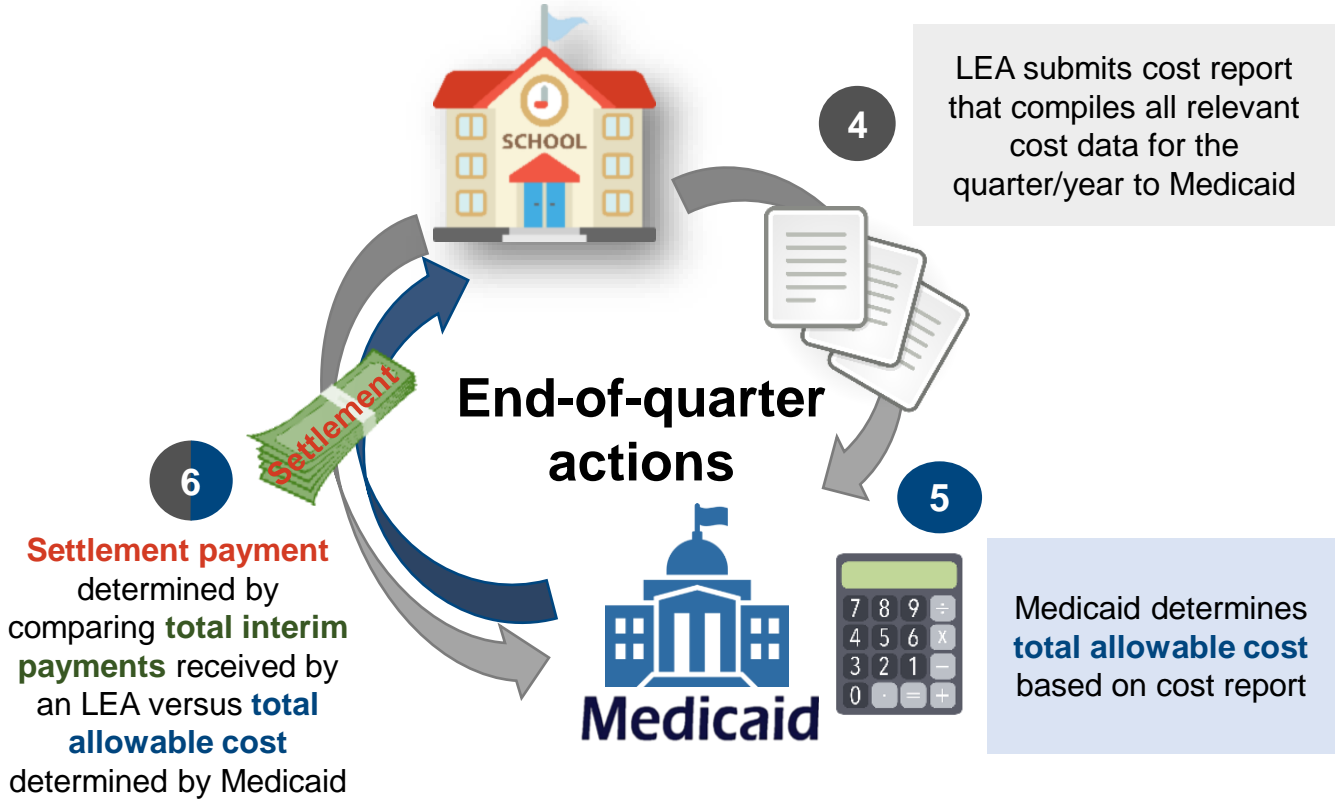 SCHOOL
4
LEA submits cost report
that compiles all relevant
cost data for the
quarter/year to Medicaid
End-of-quarter
actions
Settlement
6
Settlement payment
determined by
comparing total interim
payments received by
an LEA versus total
allowable cost
determined by Medicaid
5
Medicaid
7 8 9 ÷
4 5 6 X
3 2 1 −
0 · = +
Medicaid determines
total allowable cost
based on cost report